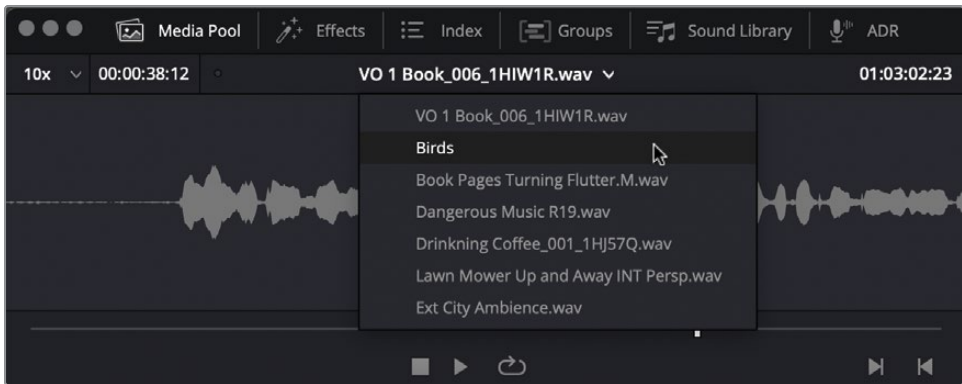 Media Pool Effects Index Groups Sound Library ADR
10x 00:00:38:12 VO 1 Book_006_1HIW1R.wav 01:03:02:23
VO 1 Book_006_1HIW1R.wav
Birds
Book Pages Turning Flutter.M.wav
Dangerous Music R19.wav
Drinkning Coffee_001_1HJ57Q.wav
Lawn Mower Up and Away INT Persp.wav
Ext City Ambience.wav